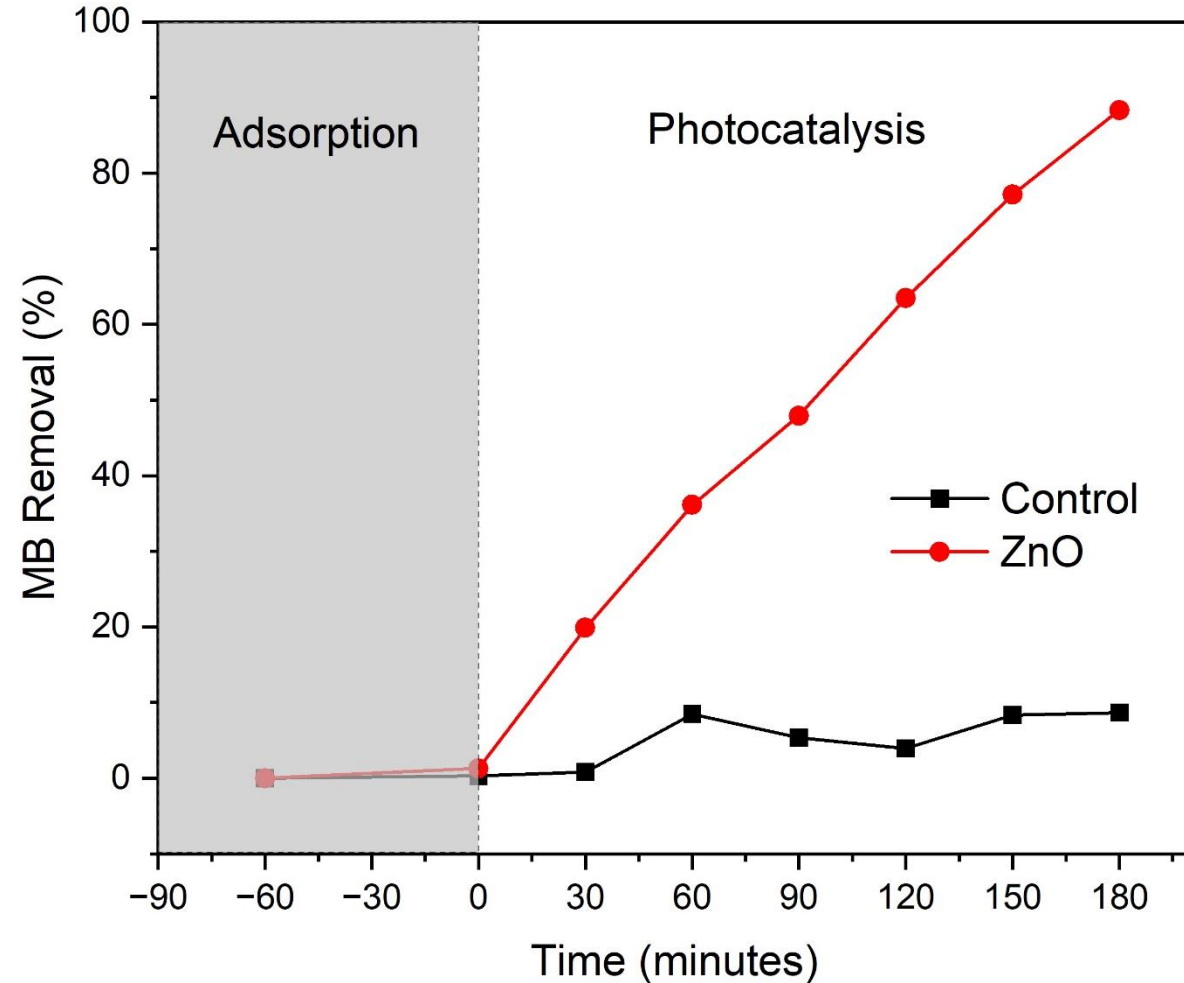 100
80
60
40
20
0
MB Removal (%)
Adsorption
Photocatalysis
Control
ZnO
−90 −60 −30 0 30 60 90 120 150 180
Time (minutes)